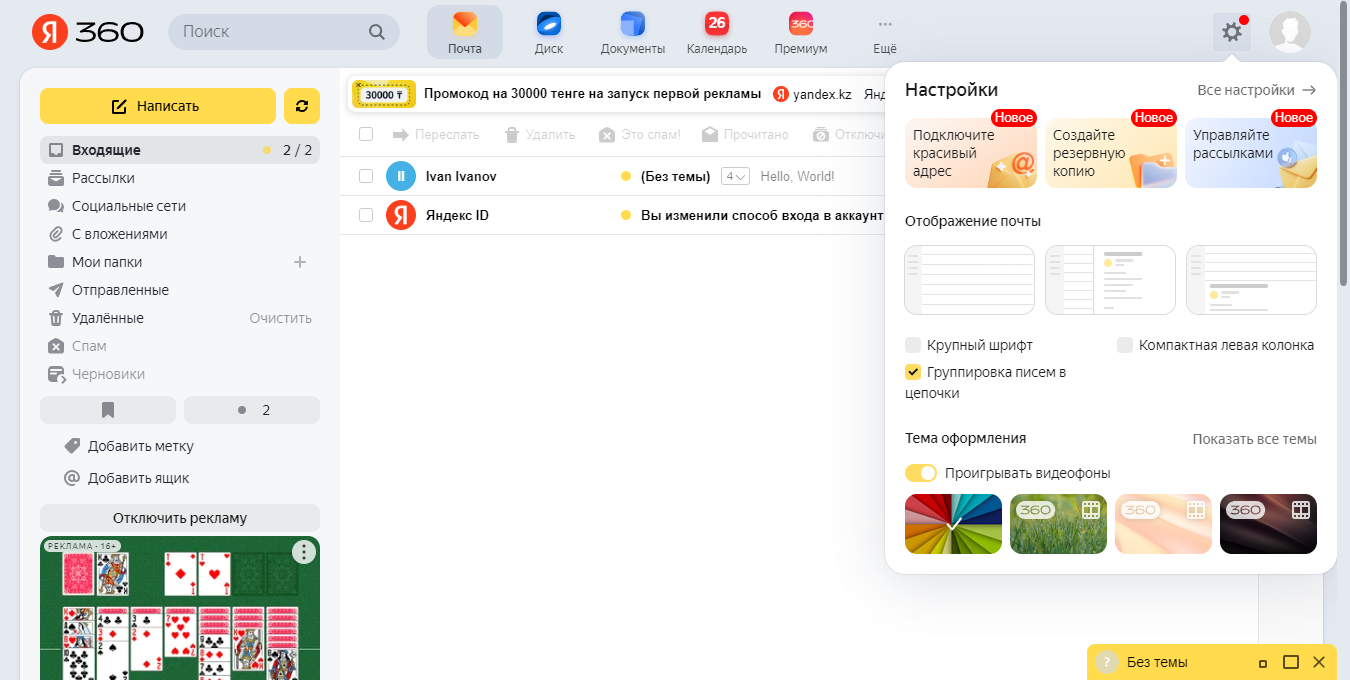 Я 360
Поиск
Почта
Диск
Документы
26
Календарь
360
Премиум
Ещё
Написать
Входящие 2 / 2
Рассылки
Социальные сети
С вложениями
Мои папки
Отправленные
Удалённые Очистить
Спам
Черновики
2
Добавить метку
Добавить ящик
Отключить рекламу
РЕКЛАМА • 16+
30000 ₸ Промокод на 30000 тенге на запуск первой рекламы Я yandex.kz Янд
Переслать Удалить Это спам! Прочитано Отключи
II Ivan Ivanov (Без темы) 4 Hello, World!
Я Яндекс ID Вы изменили способ входа в аккаунт
Настройки Все настройки
Новое Новое Новое
Подключите
красивый
адрес
Создайте
резервную
копию
Управляйте
рассылками
Отображение почты
Крупный шрифт Компактная левая колонка
Группировка писем в
цепочки
Тема оформления Показать все темы
Проигрывать видеофоны
360 360 360
? Без темы